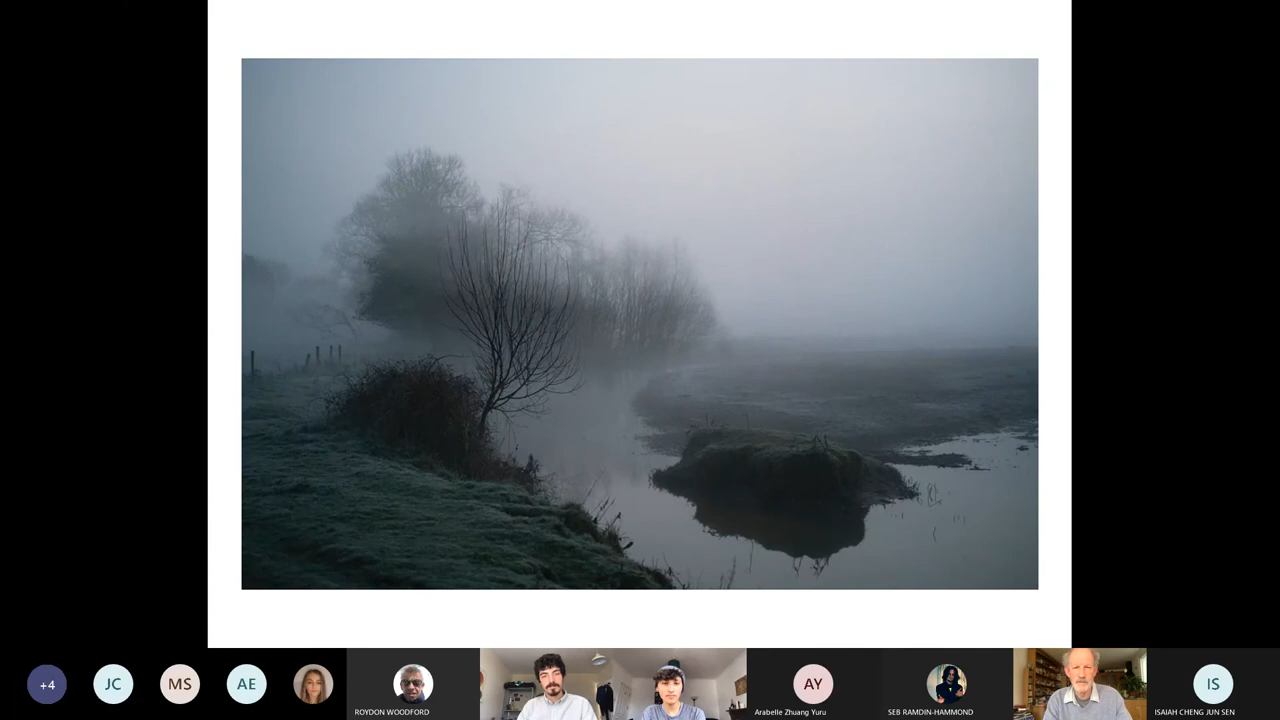 +4
JC
MS
AE
ROYDON WOODFORD
AY
Arabelle Zhuang Yuru
SEB RAMDIN-HAMMOND
IS
ISAIAH CHENG JUN SEN